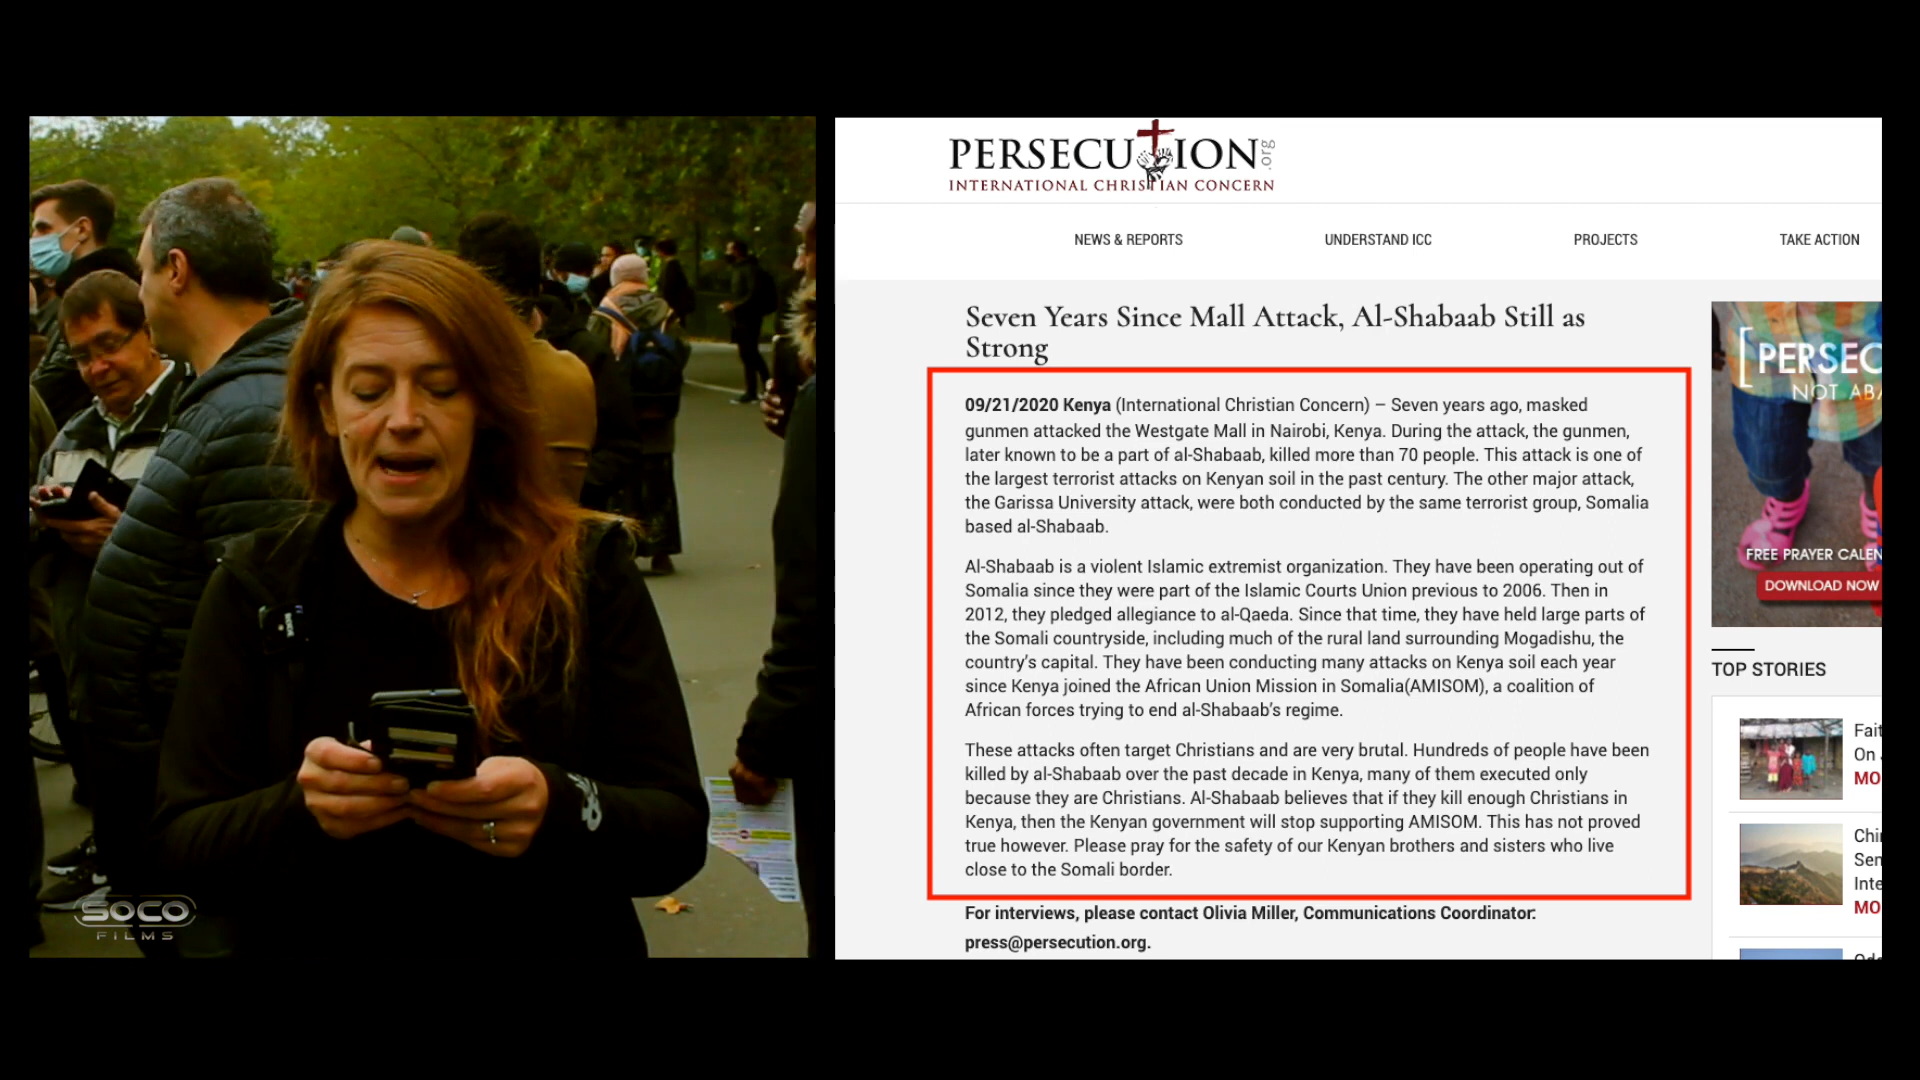 SOCO
FILMS
PERSECUTION.org
INTERNATIONAL CHRISTIAN CONCERN
NEWS & REPORTS
UNDERSTAND ICC
PROJECTS
TAKE ACTION
Seven Years Since Mall Attack, Al-Shabaab Still as
Strong
09/21/2020 Kenya (International Christian Concern) – Seven years ago, masked
gunmen attacked the Westgate Mall in Nairobi, Kenya. During the attack, the gunmen,
later known to be a part of al-Shabaab, killed more than 70 people. This attack is one of
the largest terrorist attacks on Kenyan soil in the past century. The other major attack,
the Garissa University attack, were both conducted by the same terrorist group, Somalia
based al-Shabaab.
Al-Shabaab is a violent Islamic extremist organization. They have been operating out of
Somalia since they were part of the Islamic Courts Union previous to 2006. Then in
2012, they pledged allegiance to al-Qaeda. Since that time, they have held large parts of
the Somali countryside, including much of the rural land surrounding Mogadishu, the
country's capital. They have been conducting many attacks on Kenya soil each year
since Kenya joined the African Union Mission in Somalia(AMISOM), a coalition of
African forces trying to end al-Shabaab's regime.
These attacks often target Christians and are very brutal. Hundreds of people have been
killed by al-Shabaab over the past decade in Kenya, many of them executed only
because they are Christians. Al-Shabaab believes that if they kill enough Christians in
Kenya, then the Kenyan government will stop supporting AMISOM. This has not proved
true however. Please pray for the safety of our Kenyan brothers and sisters who live
close to the Somali border.
For interviews, please contact Olivia Miller, Communications Coordinator:
press@persecution.org.
[PERSEC
NOT AB
FREE PRAYER CALEN
DOWNLOAD NOW
TOP STORIES
Fait
On
MO
Chi
Sen
Inte
MO